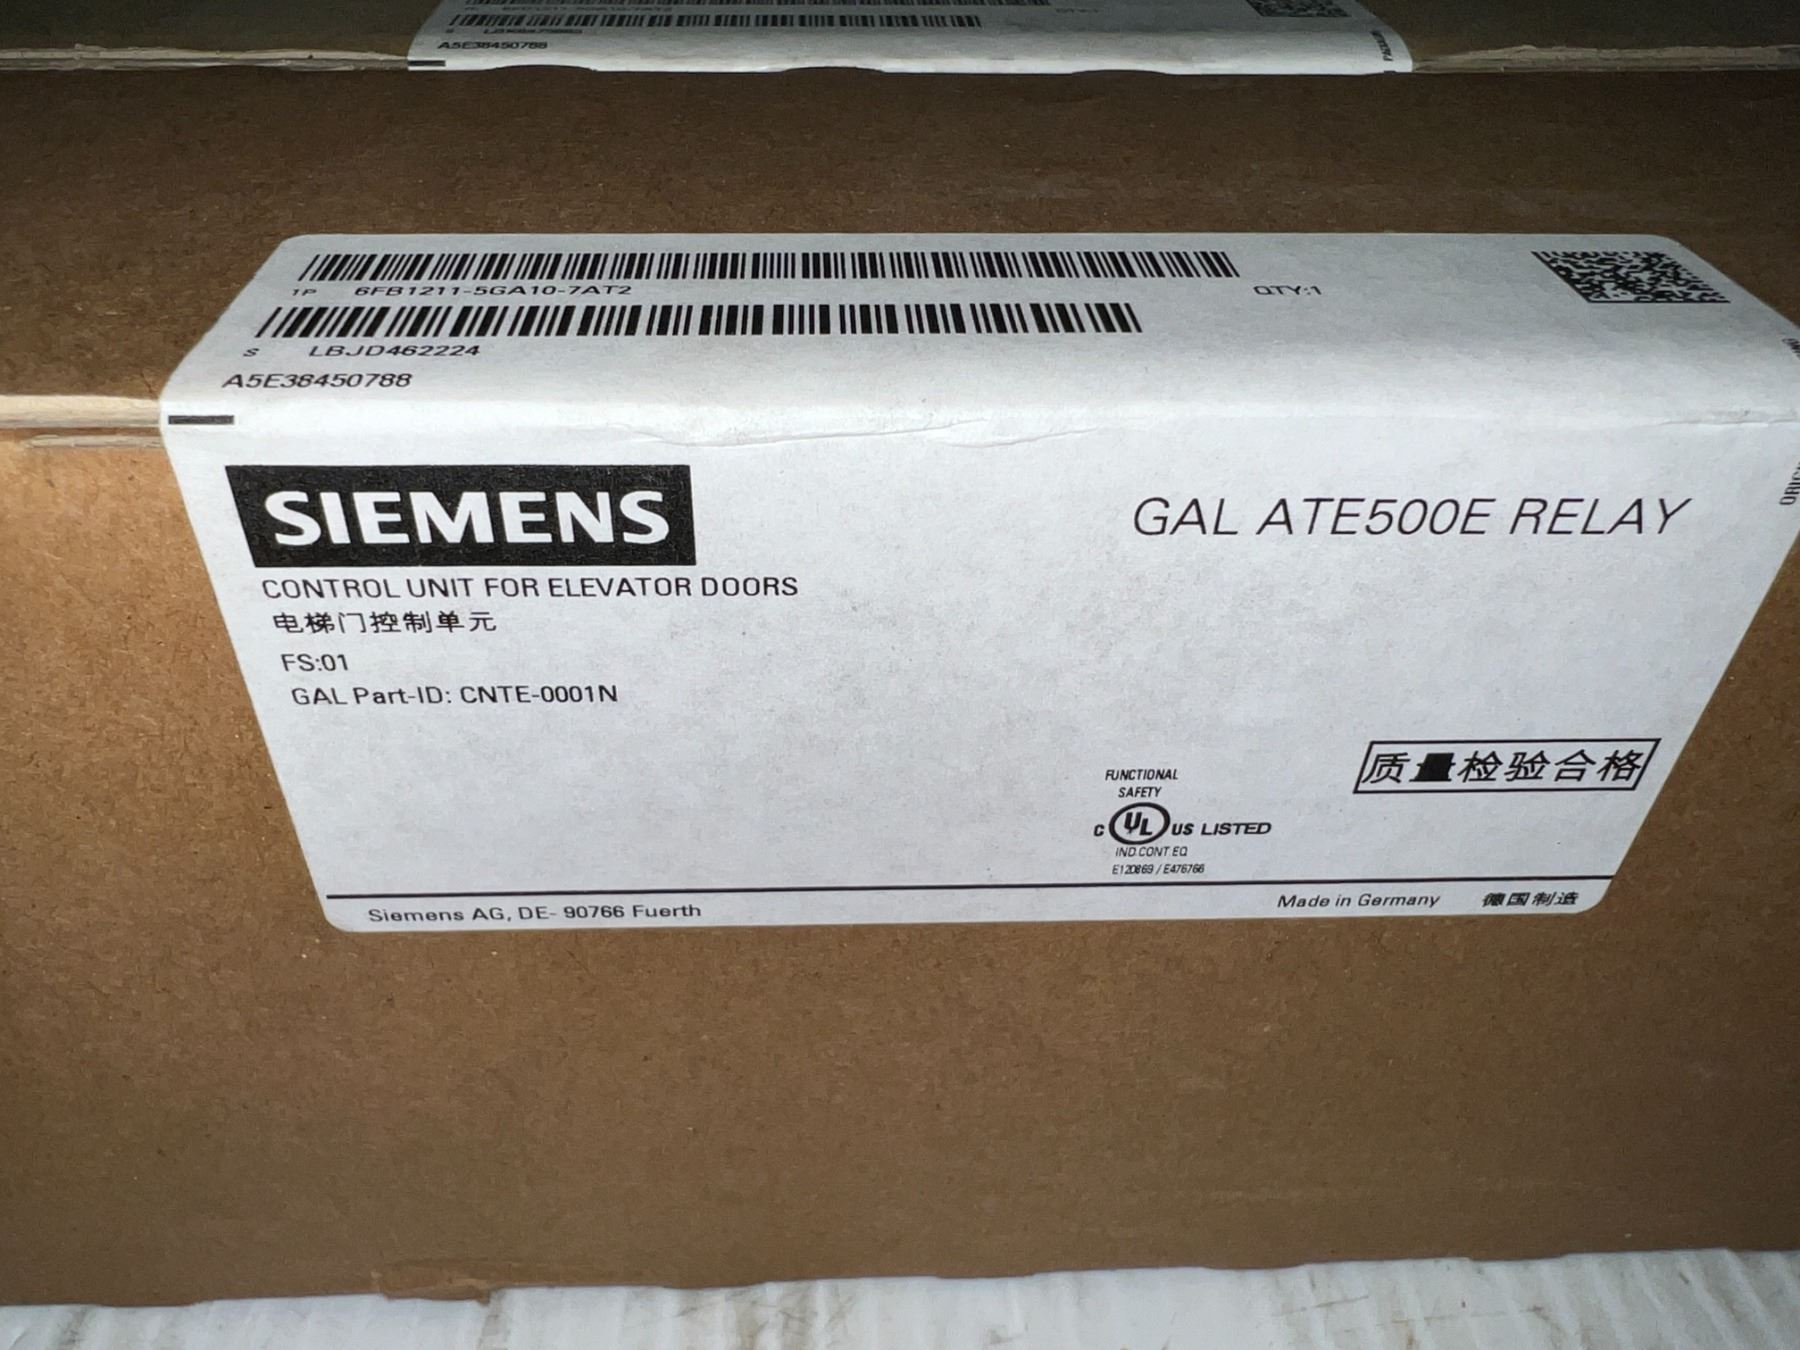 A5E38450788
1P 6FB1211-5GA10-7AT2
QTY:1
S LBJD462224
A5E38450788
SIEMENS
GAL ATE500E RELAY
CONTROL UNIT FOR ELEVATOR DOORS
电梯门控制单元
FS:01
GAL Part-ID: CNTE-0001N
FUNCTIONAL
SAFETY
质量检验合格
C UL US LISTED
IND.CONT.EQ
E120869 / E476766
Siemens AG, DE- 90766 Fuerth
Made in Germany 德国制造